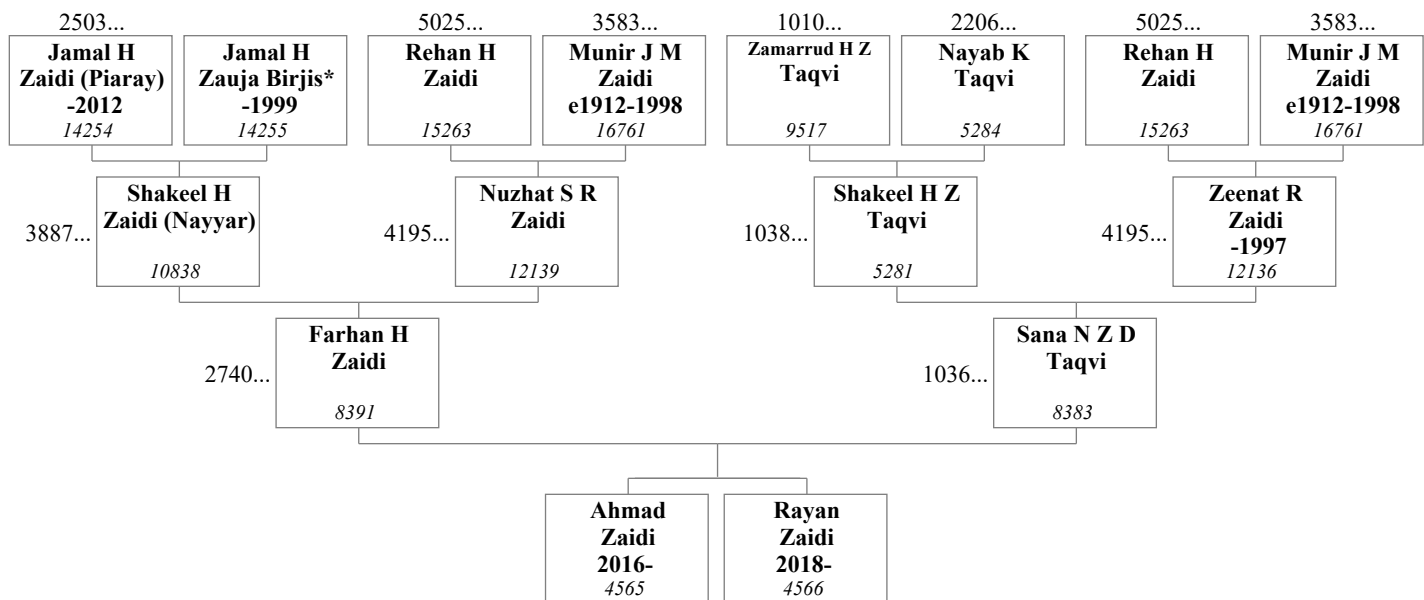 2503...
5025...
3583...
1010...
2206...
5025...
3583...
Jamal H
Zaidi (Piaray)
-2012
14254
Jamal H
Zauja Birjis*
-1999
14255
Rehan H
Zaidi
15263
Munir J M
Zaidi
e1912-1998
16761
Zamarrud H Z
Taqvi
9517
Nayab K
Taqvi
5284
Rehan H
Zaidi
15263
Munir J M
Zaidi
e1912-1998
16761
3887...
Shakeel H
Zaidi (Nayyar)
10838
4195...
Nuzhat S R
Zaidi
12139
1038...
Shakeel H Z
Taqvi
5281
4195...
Zeenat R
Zaidi
-1997
12136
2740...
Farhan H
Zaidi
8391
1036...
Sana N Z D
Taqvi
8383
Ahmad
Zaidi
2016-
4565
Rayan
Zaidi
2018-
4566